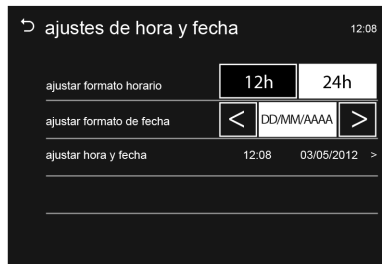 ajustes de hora y fecha 12:08
ajustar formato horario 12h 24h
ajustar formato de fecha < DD/MM/AAAA >
ajustar hora y fecha 12:08 03/05/2012 >